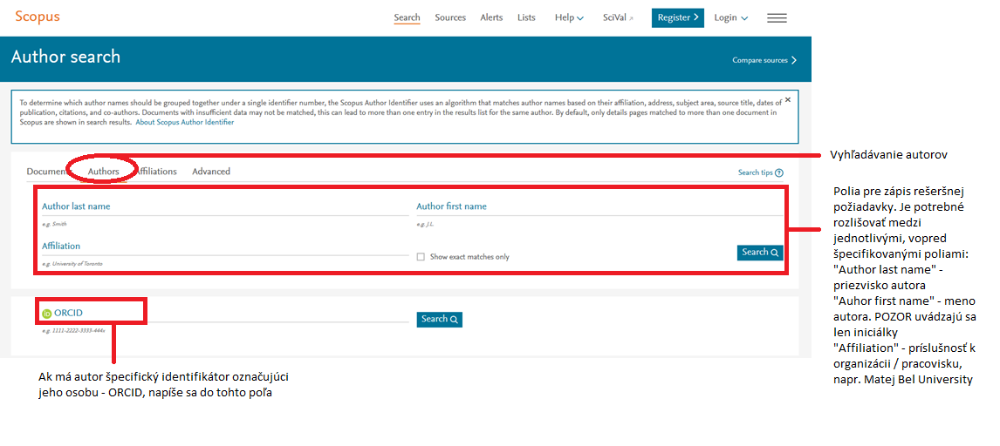 Scopus
Search Sources Alerts Lists Help SciVal Register Login
Author search
Compare sources
To determine which author names should be grouped together under a single identifier number, the Scopus Author Identifier uses an algorithm that matches author names based on their affiliation, address, subject area, source title, dates of
publication, citations, and co-authors. Documents with insufficient data may not be matched, this can lead to more than one entry in the results list for the same author. By default, only details pages matched to more than one document in
Scopus are shown in search results. About Scopus Author Identifier
Documen Authors ffiliations Advanced
Search tips
Author last name
Author first name
e.g. Smith
e.g. J.L.
Affiliation
Show exact matches only
Search
e.g. University of Toronto
iD ORCID
Search
e.g. 1111-2222-3333-444x
Vyhľadávanie autorov
Polia pre zápis rešeršnej
požiadavky. Je potrebné
rozlišovať medzi
jednotlivými, vopred
špecifikovanými poliami:
"Author last name" -
priezvisko autora
"Auhor first name" - meno
autora. POZOR uvádzajú sa
len iniciálky
"Affiliation" - príslušnosť k
organizácii / pracovisku,
napr. Matej Bel University
Ak má autor špecifický identifikátor označujúci
jeho osobu - ORCID, napíše sa do tohto poľa